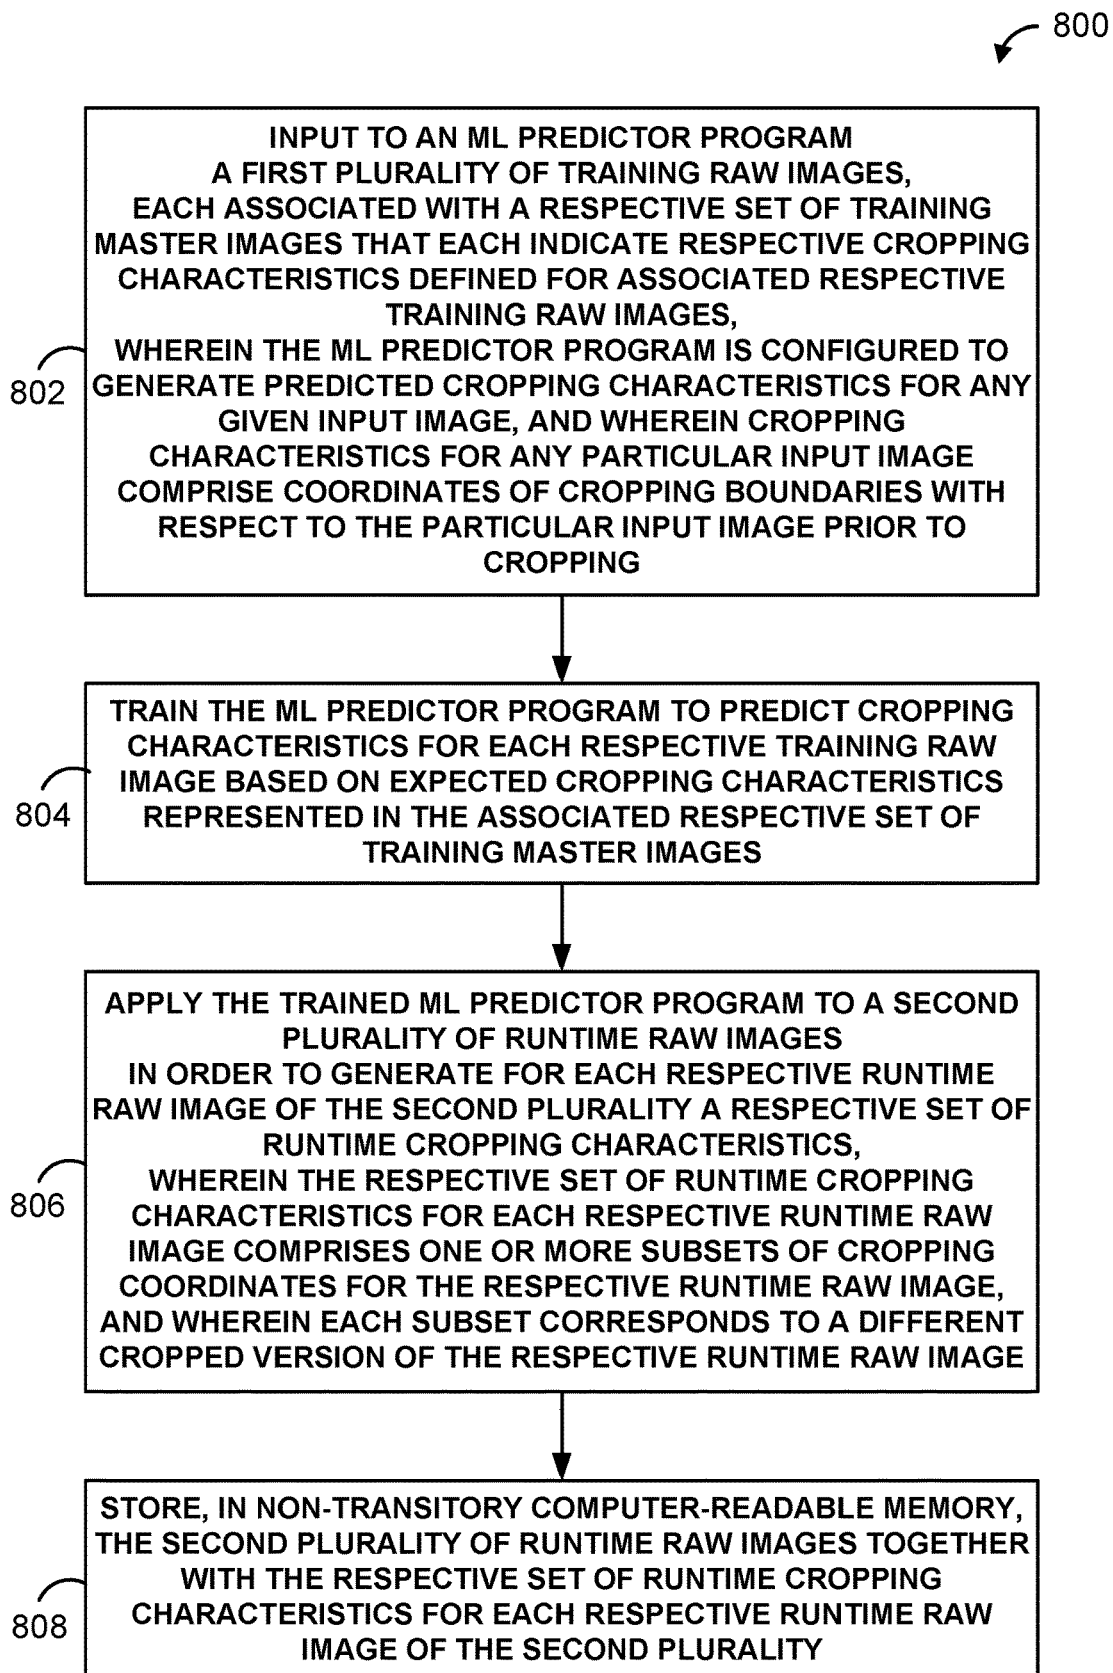 800
INPUT TO AN ML PREDICTOR PROGRAM
A FIRST PLURALITY OF TRAINING RAW IMAGES,
EACH ASSOCIATED WITH A RESPECTIVE SET OF TRAINING
MASTER IMAGES THAT EACH INDICATE RESPECTIVE CROPPING
CHARACTERISTICS DEFINED FOR ASSOCIATED RESPECTIVE
TRAINING RAW IMAGES,
WHEREIN THE ML PREDICTOR PROGRAM IS CONFIGURED TO
GENERATE PREDICTED CROPPING CHARACTERISTICS FOR ANY
GIVEN INPUT IMAGE, AND WHEREIN CROPPING
CHARACTERISTICS FOR ANY PARTICULAR INPUT IMAGE
COMPRISE COORDINATES OF CROPPING BOUNDARIES WITH
RESPECT TO THE PARTICULAR INPUT IMAGE PRIOR TO
CROPPING
802
TRAIN THE ML PREDICTOR PROGRAM TO PREDICT CROPPING
CHARACTERISTICS FOR EACH RESPECTIVE TRAINING RAW
IMAGE BASED ON EXPECTED CROPPING CHARACTERISTICS
REPRESENTED IN THE ASSOCIATED RESPECTIVE SET OF
TRAINING MASTER IMAGES
804
APPLY THE TRAINED ML PREDICTOR PROGRAM TO A SECOND
PLURALITY OF RUNTIME RAW IMAGES
IN ORDER TO GENERATE FOR EACH RESPECTIVE RUNTIME
RAW IMAGE OF THE SECOND PLURALITY A RESPECTIVE SET OF
RUNTIME CROPPING CHARACTERISTICS,
WHEREIN THE RESPECTIVE SET OF RUNTIME CROPPING
CHARACTERISTICS FOR EACH RESPECTIVE RUNTIME RAW
IMAGE COMPRISES ONE OR MORE SUBSETS OF CROPPING
COORDINATES FOR THE RESPECTIVE RUNTIME RAW IMAGE,
AND WHEREIN EACH SUBSET CORRESPONDS TO A DIFFERENT
CROPPED VERSION OF THE RESPECTIVE RUNTIME RAW IMAGE
806
STORE, IN NON-TRANSITORY COMPUTER-READABLE MEMORY,
THE SECOND PLURALITY OF RUNTIME RAW IMAGES TOGETHER
WITH THE RESPECTIVE SET OF RUNTIME CROPPING
CHARACTERISTICS FOR EACH RESPECTIVE RUNTIME RAW
IMAGE OF THE SECOND PLURALITY
808